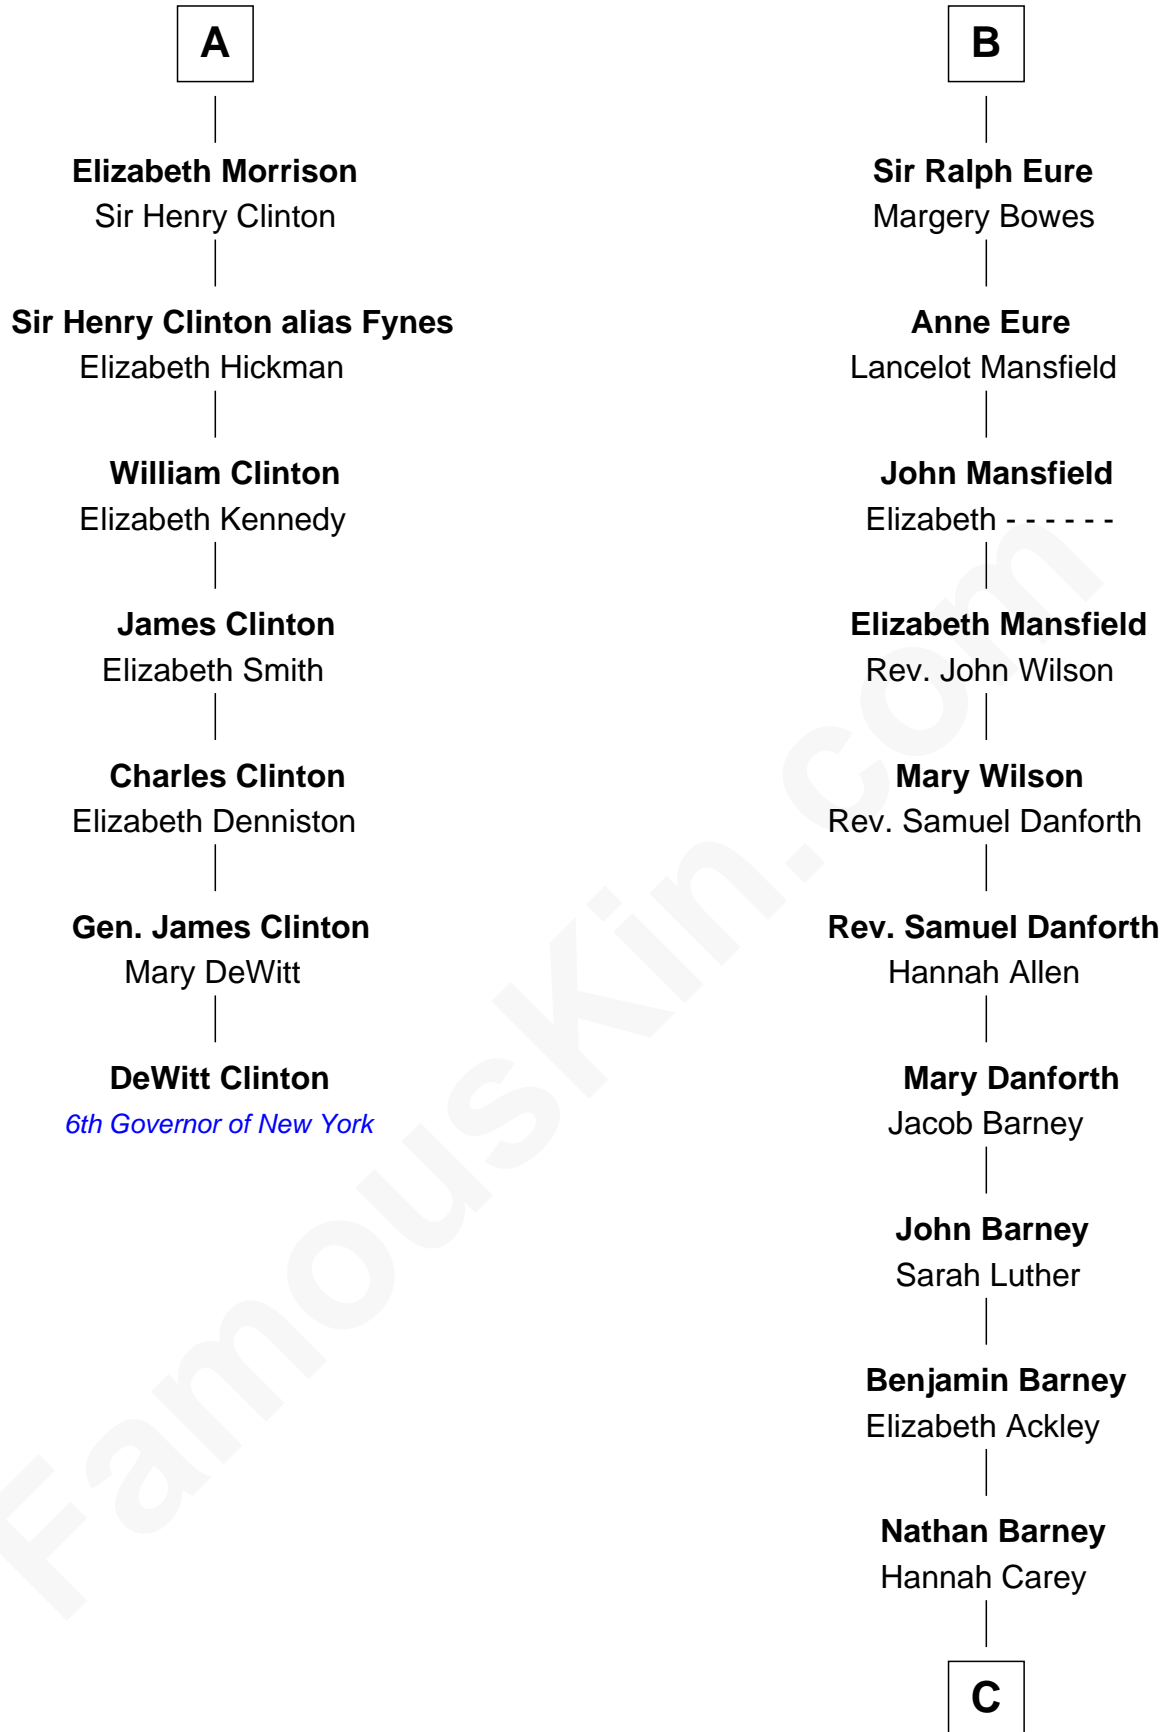 A
Elizabeth Morrison
Sir Henry Clinton
Sir Henry Clinton alias Fynes
Elizabeth Hickman
William Clinton
Elizabeth Kennedy
James Clinton
Elizabeth Smith
Charles Clinton
Elizabeth Denniston
Gen. James Clinton
Mary DeWitt
DeWitt Clinton
6th Governor of New York
B
Sir Ralph Eure
Margery Bowes
Anne Eure
Lancelot Mansfield
John Mansfield
Elizabeth - - - - - -
Elizabeth Mansfield
Rev. John Wilson
Mary Wilson
Rev. Samuel Danforth
Rev. Samuel Danforth
Hannah Allen
Mary Danforth
Jacob Barney
John Barney
Sarah Luther
Benjamin Barney
Elizabeth Ackley
Nathan Barney
Hannah Carey
C
FamousKin.com